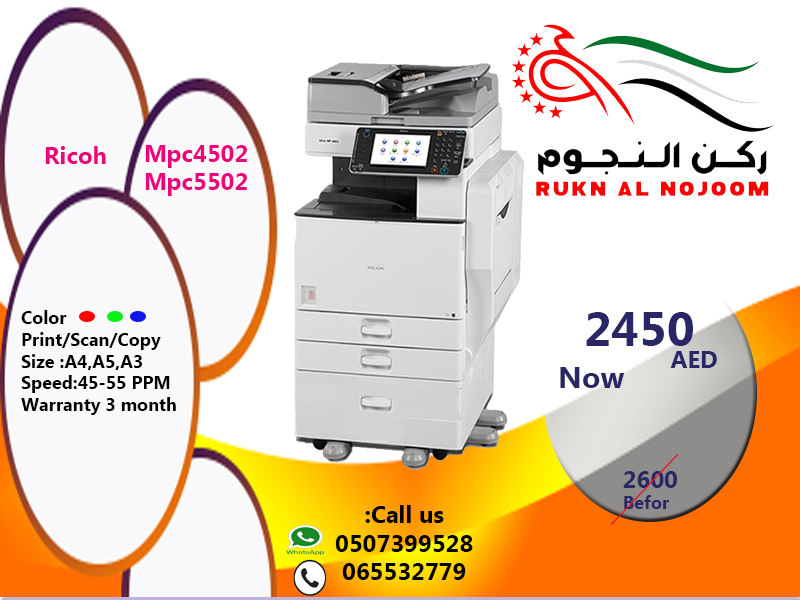 ركن النجوم
RUKN AL NOJOOM
Ricoh
Mpc4502
Mpc5502
Color
Print/Scan/Copy
Size :A4,A5,A3
Speed:45-55 PPM
Warranty 3 month
RICOH
2450
AED
Now
2600
Befor
:Call us
WhatsApp
0507399528
065532779